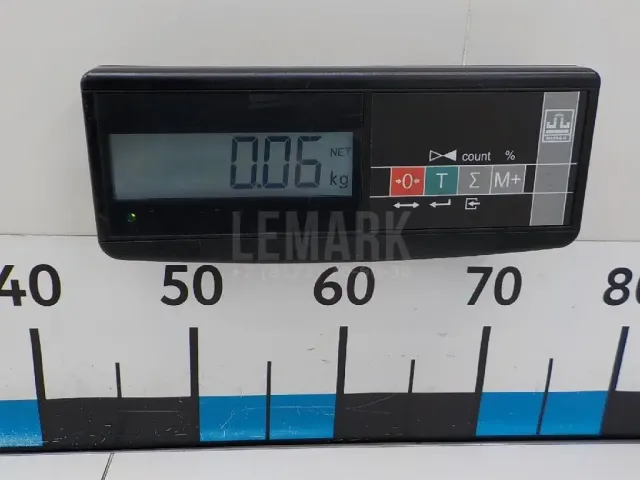 0.06 NET kg
count %
→0← T Σ M+
LEMARK
40 50 60 70 80